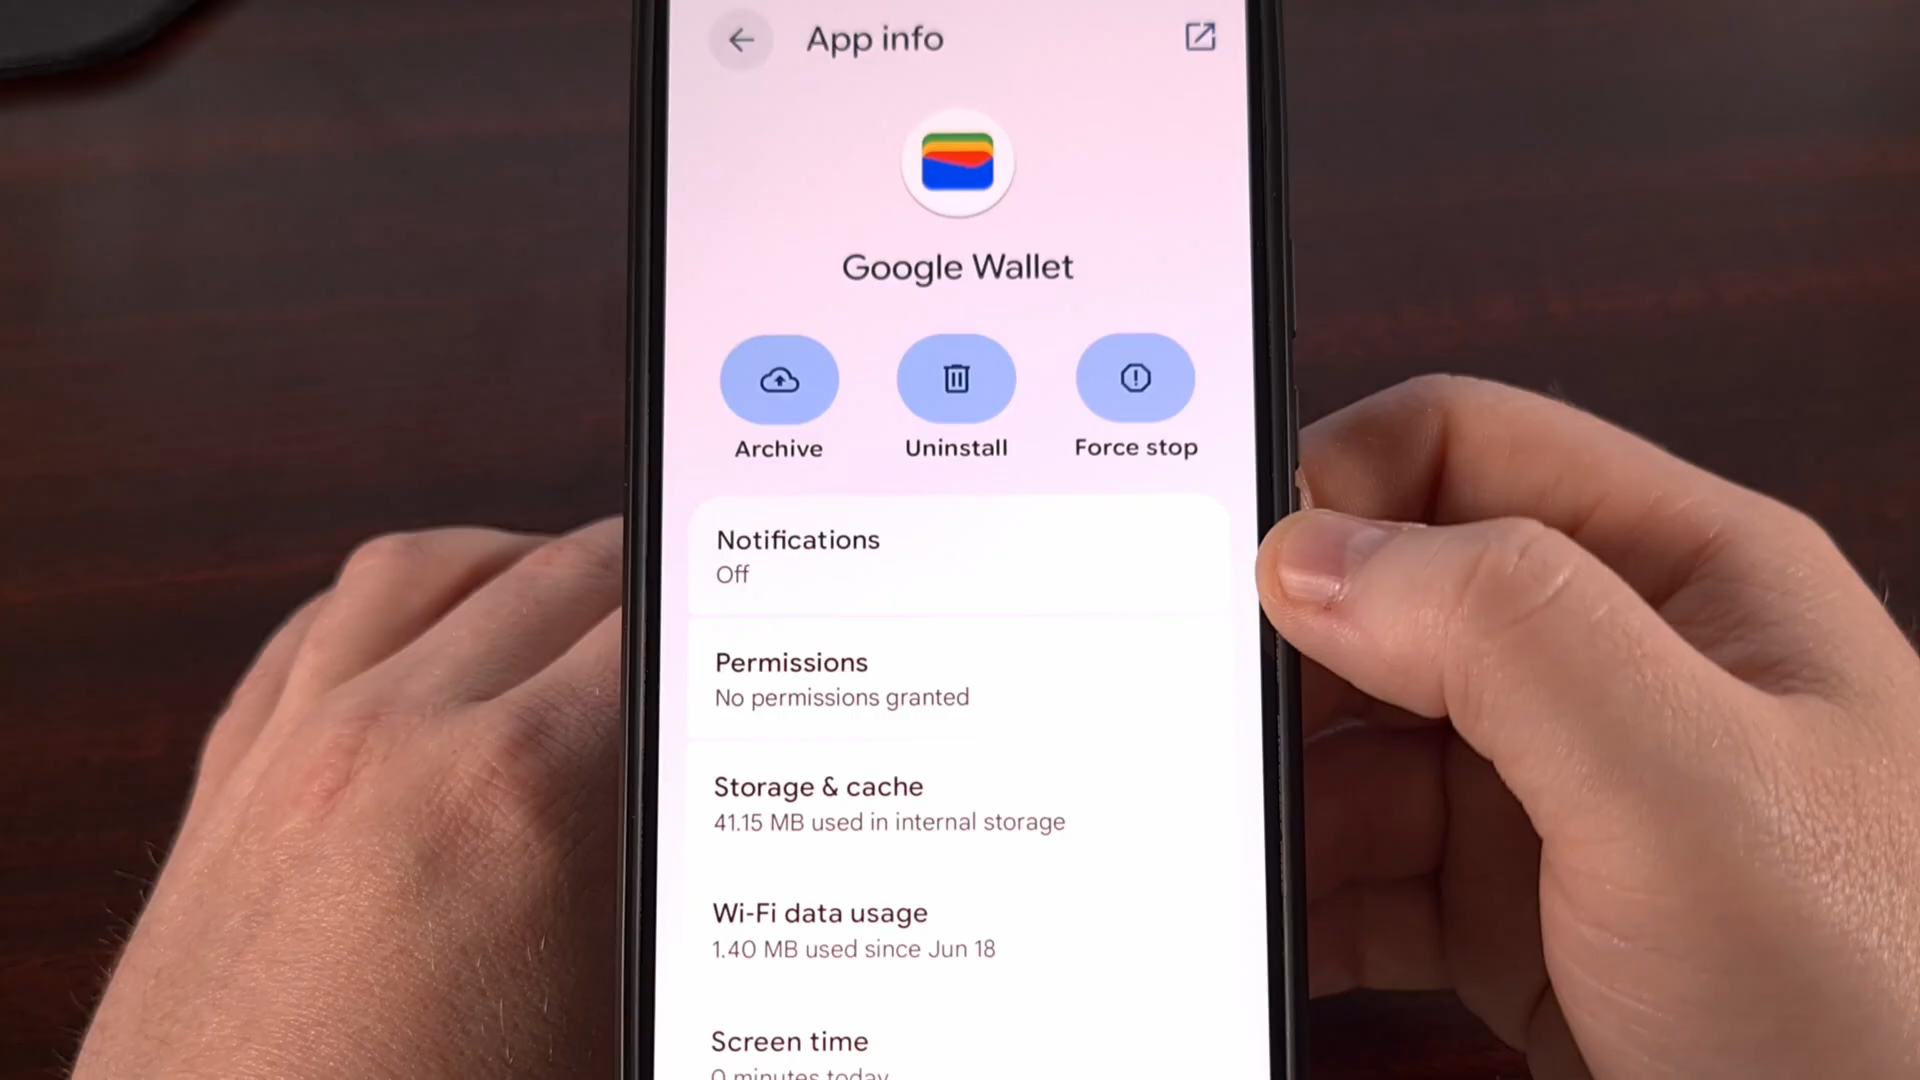 App info
Google Wallet
Archive
Uninstall
Force stop
Notifications
Off
Permissions
No permissions granted
Storage & cache
41.15 MB used in internal storage
Wi-Fi data usage
1.40 MB used since Jun 18
Screen time
0 minutes today